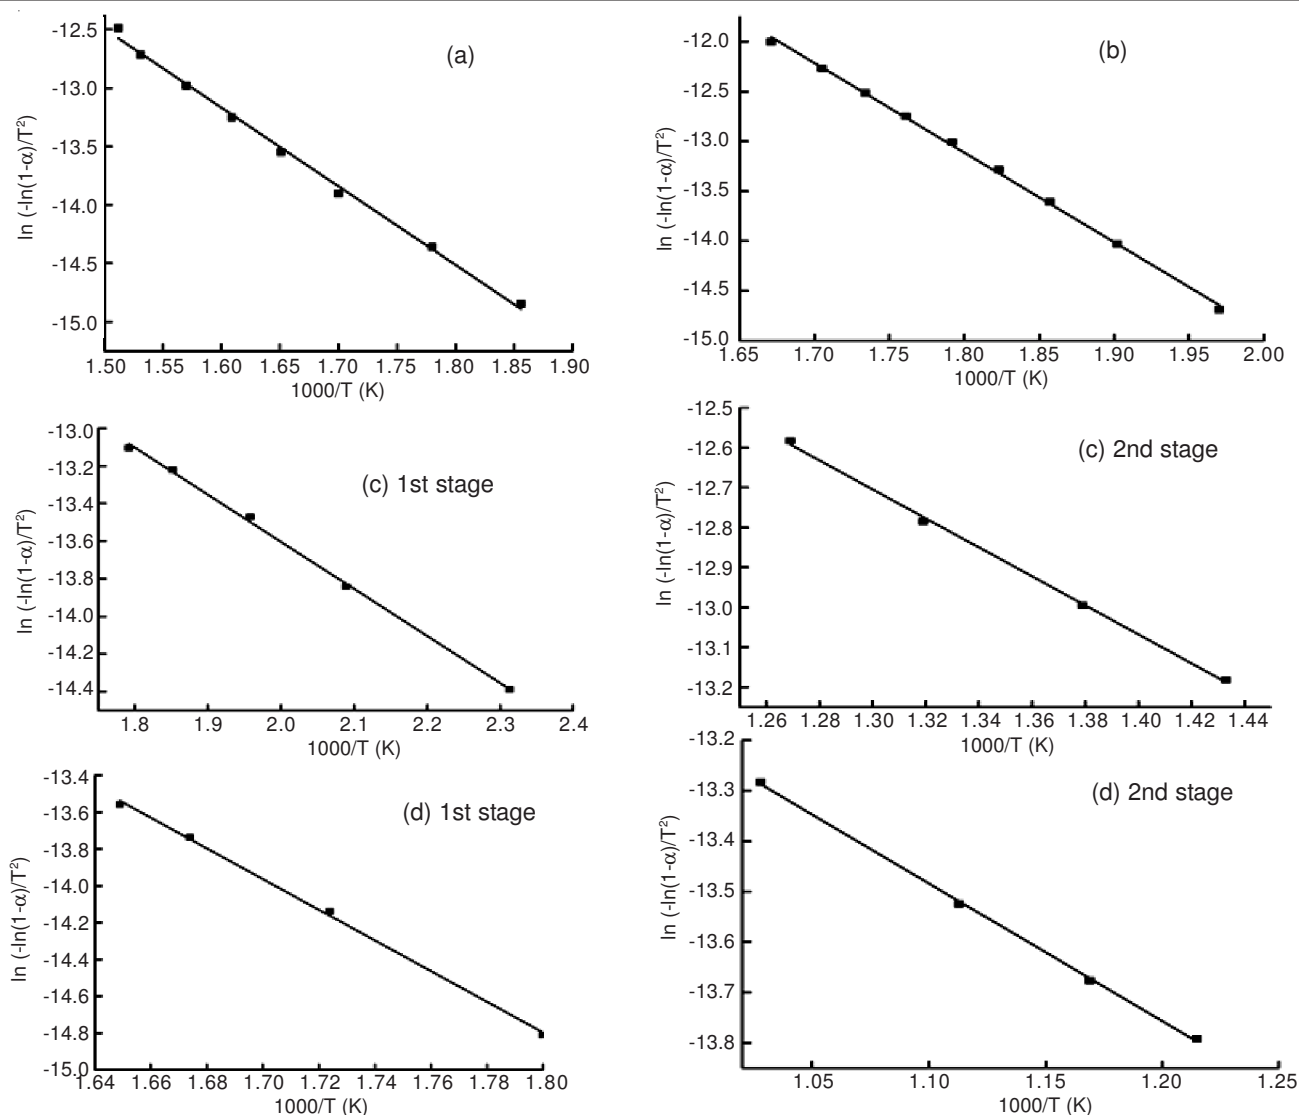 (a)
ln (-ln(1-α)/T²)
-12.5
-13.0
-13.5
-14.0
-14.5
-15.0
1.50 1.55 1.60 1.65 1.70 1.75 1.80 1.85 1.90
1000/T (K)
(b)
ln (-ln(1-α)/T²)
-12.0
-12.5
-13.0
-13.5
-14.0
-14.5
-15.0
1.65 1.70 1.75 1.80 1.85 1.90 1.95 2.00
1000/T (K)
(c) 1st stage
ln (-ln(1-α)/T²)
-13.0
-13.2
-13.4
-13.6
-13.8
-14.0
-14.2
-14.4
1.8 1.9 2.0 2.1 2.2 2.3 2.4
1000/T (K)
(c) 2nd stage
ln (-ln(1-α)/T²)
-12.5
-12.6
-12.7
-12.8
-12.9
-13.0
-13.1
-13.2
1.26 1.28 1.30 1.32 1.34 1.36 1.38 1.40 1.42 1.44
1000/T (K)
(d) 1st stage
ln (-ln(1-α)/T²)
-13.4
-13.6
-13.8
-14.0
-14.2
-14.4
-14.6
-14.8
-15.0
1.64 1.66 1.68 1.70 1.72 1.74 1.76 1.78 1.80
1000/T (K)
(d) 2nd stage
ln (-ln(1-α)/T²)
-13.2
-13.3
-13.4
-13.5
-13.6
-13.7
-13.8
1.05 1.10 1.15 1.20 1.25
1000/T (K)